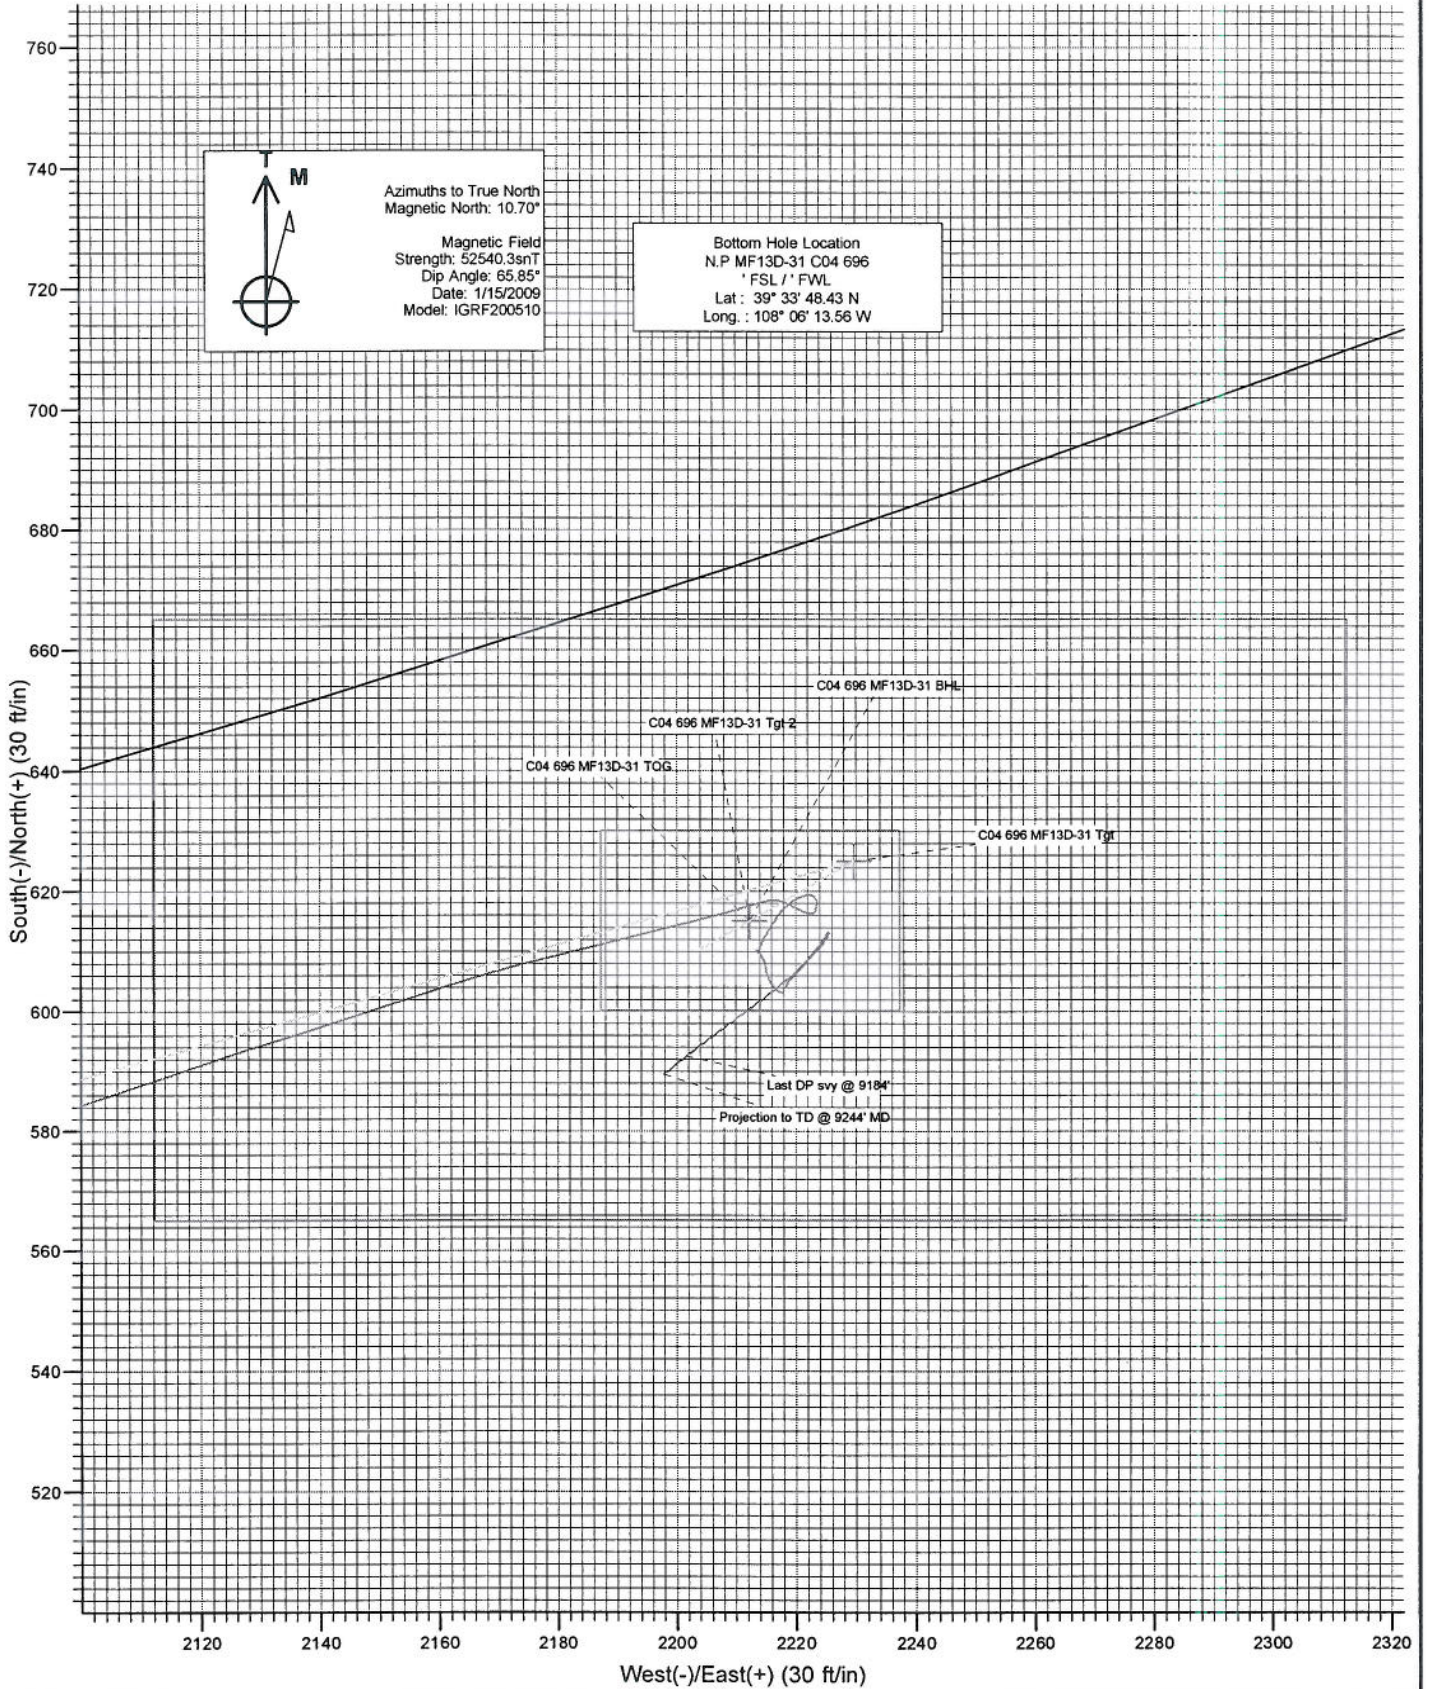 760
740
720
700
680
660
640
620
600
580
560
540
520
South(-)/North(+) (30 ft/in)
T
M
Azimuths to True North
Magnetic North: 10.70°
Magnetic Field
Strength: 52540.3snT
Dip Angle: 65.85°
Date: 1/15/2009
Model: IGRF200510
Bottom Hole Location
N.P MF13D-31 C04 696
' FSL / ' FWL
Lat : 39° 33' 48.43 N
Long. : 108° 06' 13.56 W
C04 696 MF13D-31 BHL
C04 696 MF13D-31 Tgt 2
C04 696 MF13D-31 TOG
C04 696 MF13D-31 Tgt
Last DP svy @ 9184'
Projection to TD @ 9244' MD
2120
2140
2160
2180
2200
2220
2240
2260
2280
2300
2320
West(-)/East(+) (30 ft/in)